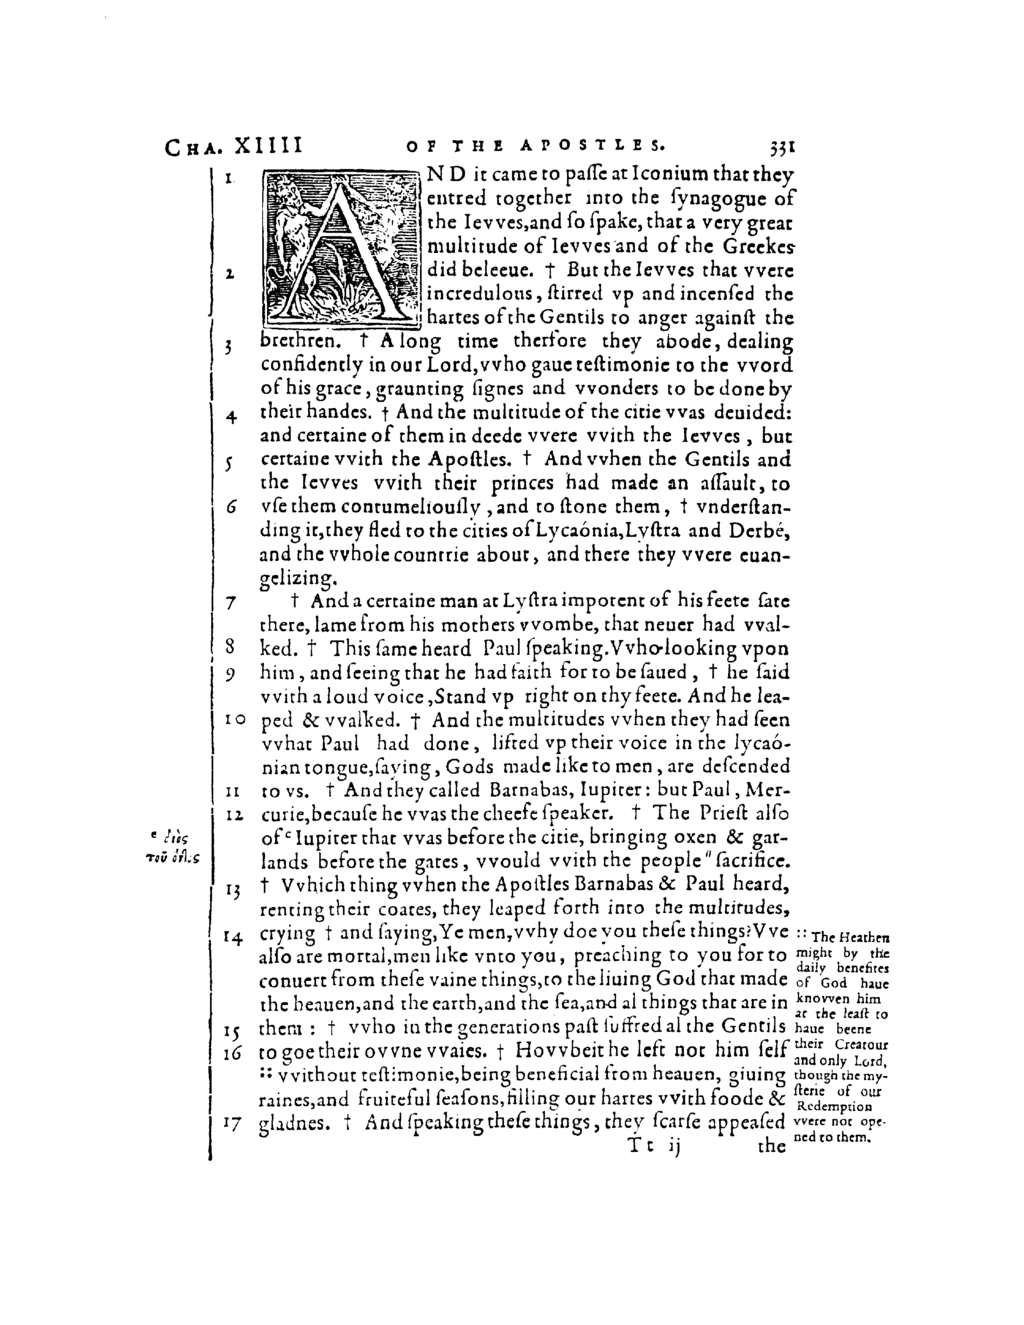 CHA. XIIII OF THE APOSTLES. 331
1 AND it came to paſſe at Iconium that they
entred together into the ſynagogue of
the Ievves,and ſo ſpake, that a very great
multitude of Ievves and of the Greekes
2 did beleeue. † But the Ievves that vvere
incredulous, ſtirred vp and incenſed the
hartes of the Gentils to anger againſt the
3 brethren. † A long time therfore they abode, dealing
confidently in our Lord,vvho gaue teſtimonie to the vvord
of his grace, graunting ſignes and vvonders to be done by
4 their handes. † And the multitude of the citie vvas deuided:
and certaine of them in deede vvere vvith the Ievves, but
5 certaine vvith the Apoſtles. † And vvhen the Gentils and
the Ievves vvith their princes had made an aſſault, to
6 vſe them contumeliouſly, and to ſtone them, † vnderſtan-
ding it,they fled to the cities of Lycaónia,Lyſtra and Derbé,
and the vvhole countrie about, and there they vvere euan-
gelizing.
7 † And a certaine man at Lyſtra impotent of his feete ſate
there, lame from his mothers vvombe, that neuer had vval-
8 ked. † This ſame heard Paul ſpeaking.Vvho looking vpon
9 him, and ſeeing that he had faith for to be ſaued, † he ſaid
vvith a loud voice, Stand vp right on thy feete. And he lea-
10 ped & vvalked. † And the multitudes vvhen they had ſeen
vvhat Paul had done, lifted vp their voice in the lycaó-
nian tongue,ſaying, Gods made like to men, are deſcended
11 to vs. † And they called Barnabas, Iupiter: but Paul, Mer-
12 curie,becauſe he vvas the cheefe ſpeaker. † The Prieſt alſo
of ᶜ Iupiter that vvas before the citie, bringing oxen & gar-
lands before the gates, vvould vvith the people " ſacrifice.
13 † Vvhich thing vvhen the Apoſtles Barnabas & Paul heard,
renting their coates, they leaped forth into the multitudes,
14 crying † and ſaying,Ye men,vvhy doe you theſe things?Vve
alſo are mortal,men like vnto you, preaching to you for to
conuert from theſe vaine things,to the liuing God that made
the heauen,and the earth,and the ſea,and al things that are in
15 them: † vvho in the generations paſt ſuffred al the Gentils
16 to goe their ovvne vvaies. † Hovvbeit he left not him ſelf
:: vvithout teſtimonie,being beneficial from heauen, giuing
raines,and fruiteful ſeaſons,filling our hartes vvith foode &
17 gladnes. † And ſpeaking theſe things, they ſcarſe appeaſed
Tt ij the
ᶜ
τοῦ
:: The Heathen
might by the
daily benefites
of God haue
knovven him
at the leaſt to
haue beene
their Creatour
and only Lord,
though the my-
ſterie of our
Redemption
vvere not ope-
ned to them.